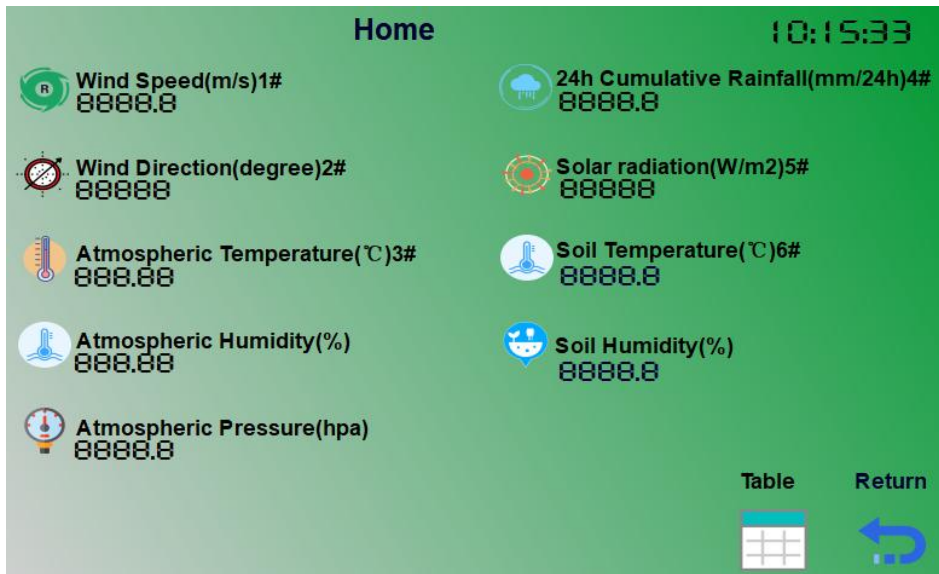 Home
10:15:33
Wind Speed(m/s)1#
8888.8
24h Cumulative Rainfall(mm/24h)4#
8888.8
Wind Direction(degree)2#
88888
Solar radiation(W/m2)5#
88888
Atmospheric Temperature(℃)3#
888.88
Soil Temperature(℃)6#
8888.8
Atmospheric Humidity(%)
888.88
Soil Humidity(%)
8888.8
Atmospheric Pressure(hpa)
8888.8
Table
Return
R